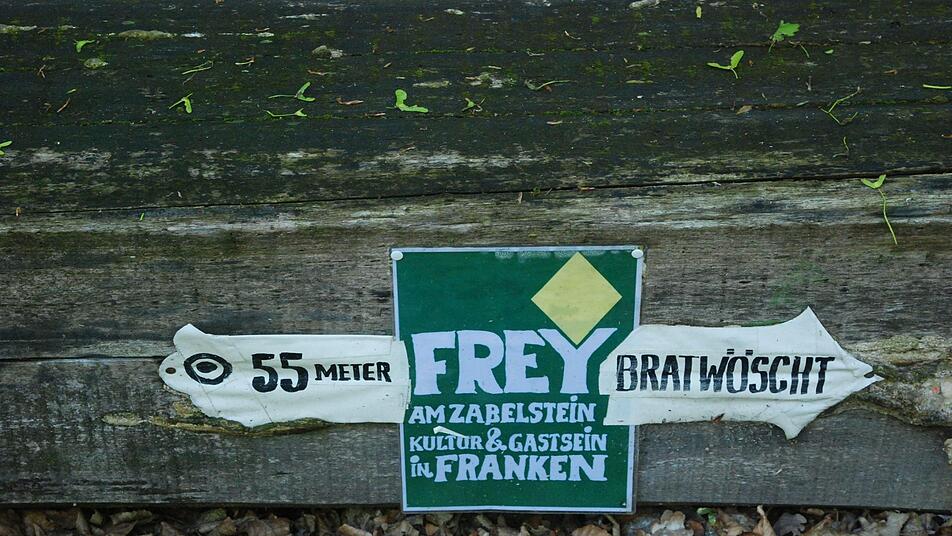 55 METER
FREY
AM ZABELSTEIN
KULTUR & GASTSEIN
in FRANKEN
BRATWÖSCHT